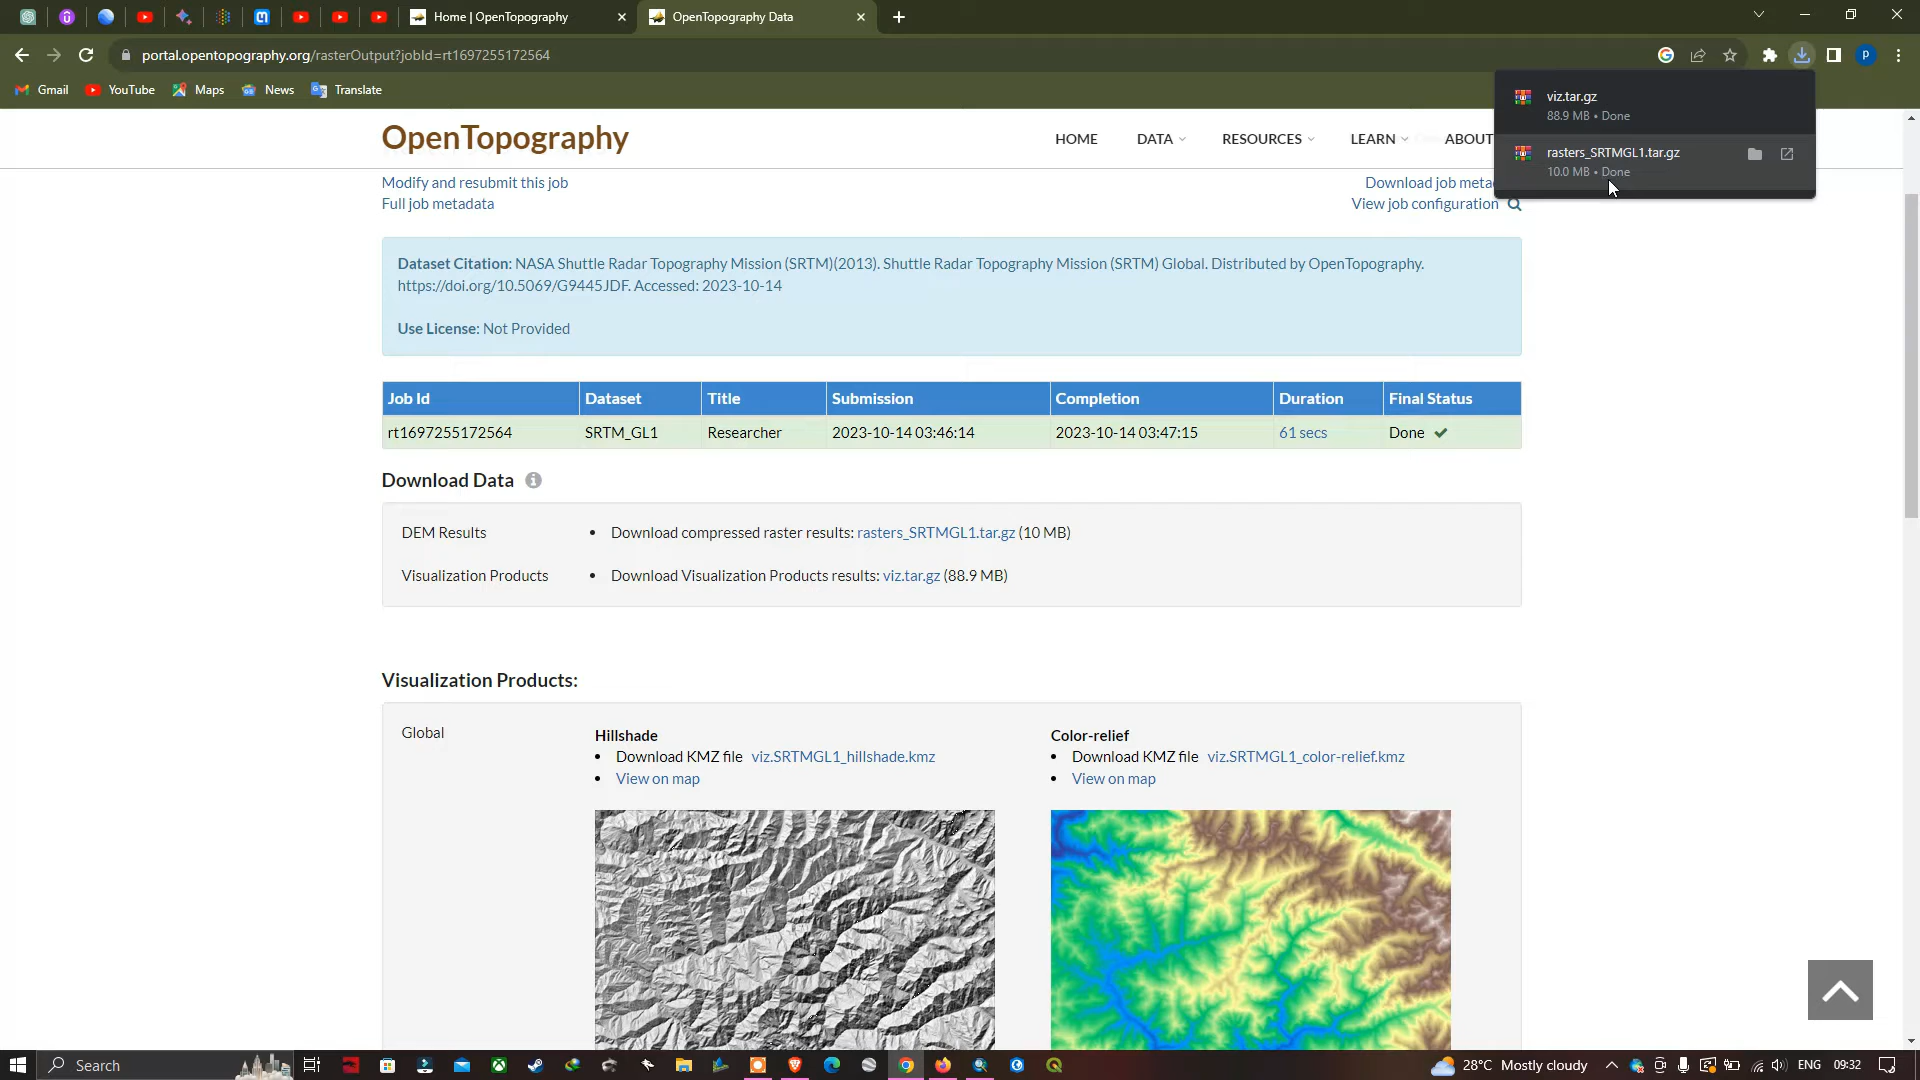 Home | OpenTopography
OpenTopography Data
portal.opentopography.org/rasterOutput?jobId=rt1697255172564
P
Gmail
YouTube
Maps
News
Translate
viz.tar.gz
88.9 MB • Done
rasters_SRTMGL1.tar.gz
10.0 MB • Done
OpenTopography
HOME
DATA
RESOURCES
LEARN
ABOUT
Modify and resubmit this job
Download job meta
Full job metadata
View job configuration
Dataset Citation: NASA Shuttle Radar Topography Mission (SRTM)(2013). Shuttle Radar Topography Mission (SRTM) Global. Distributed by OpenTopography.
https://doi.org/10.5069/G9445JDF. Accessed: 2023-10-14
Use License: Not Provided
Job Id Dataset Title Submission Completion Duration Final Status
rt1697255172564 SRTM_GL1 Researcher 2023-10-14 03:46:14 2023-10-14 03:47:15 61 secs Done
Download Data
DEM Results • Download compressed raster results: rasters_SRTMGL1.tar.gz (10 MB)
Visualization Products • Download Visualization Products results: viz.tar.gz (88.9 MB)
Visualization Products:
Global
Hillshade
• Download KMZ file viz.SRTMGL1_hillshade.kmz
• View on map
Color-relief
• Download KMZ file viz.SRTMGL1_color-relief.kmz
• View on map
Search
28°C Mostly cloudy
ENG
09:32